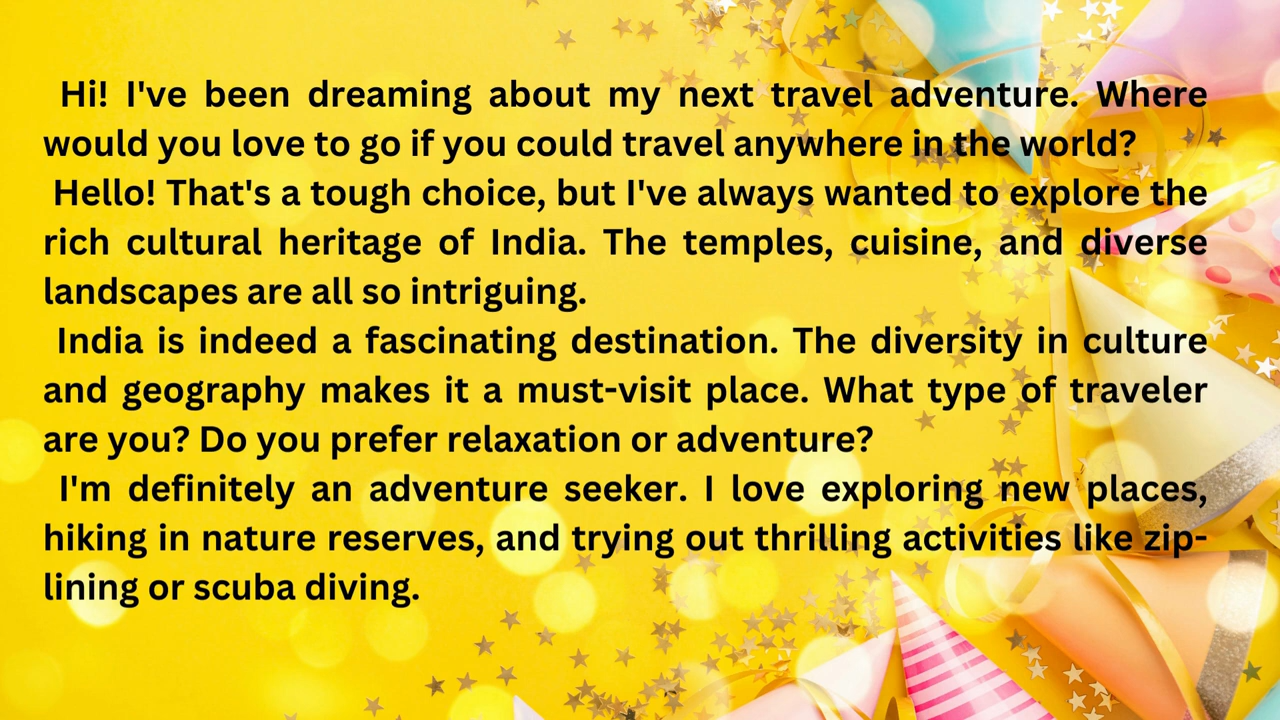 Hi! I've been dreaming about my next travel adventure. Where
would you love to go if you could travel anywhere in the world?
Hello! That's a tough choice, but I've always wanted to explore the
rich cultural heritage of India. The temples, cuisine, and diverse
landscapes are all so intriguing.
India is indeed a fascinating destination. The diversity in culture
and geography makes it a must-visit place. What type of traveler
are you? Do you prefer relaxation or adventure?
I'm definitely an adventure seeker. I love exploring new places,
hiking in nature reserves, and trying out thrilling activities like zip-
lining or scuba diving.